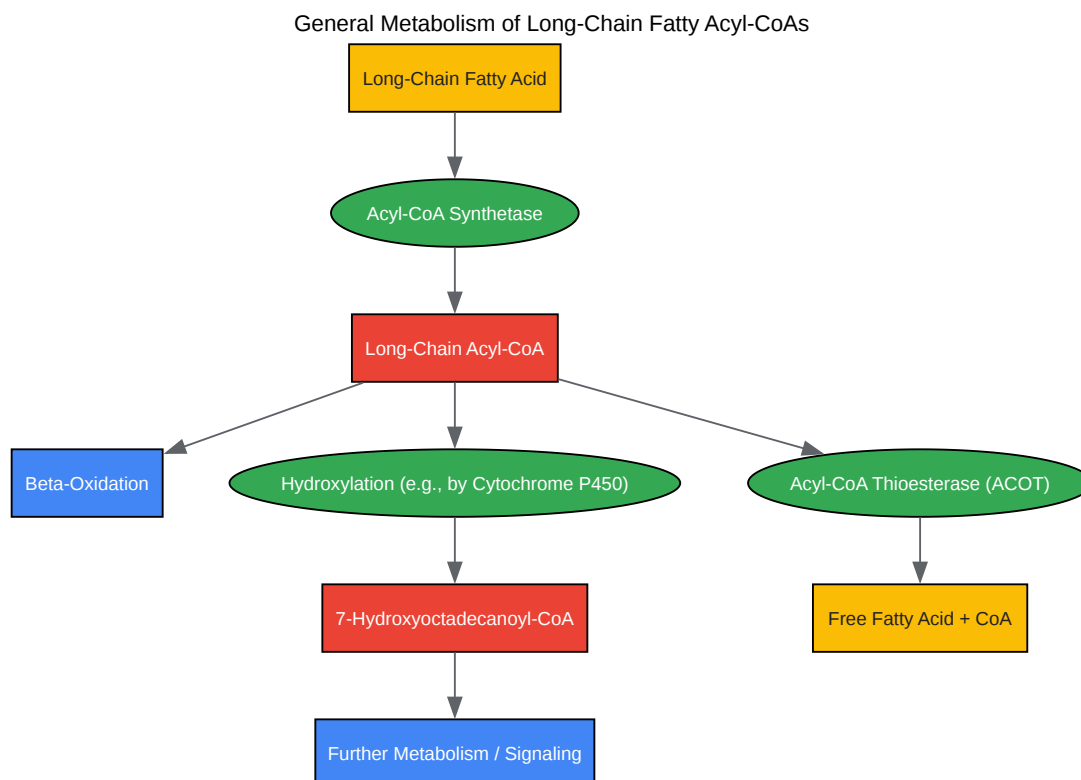 General Metabolism of Long-Chain Fatty Acyl-CoAs
Long-Chain Fatty Acid
Acyl-CoA Synthetase
Long-Chain Acyl-CoA
Beta-Oxidation
Hydroxylation (e.g., by Cytochrome P450)
Acyl-CoA Thioesterase (ACOT)
7-Hydroxyoctadecanoyl-CoA
Free Fatty Acid + CoA
Further Metabolism / Signaling